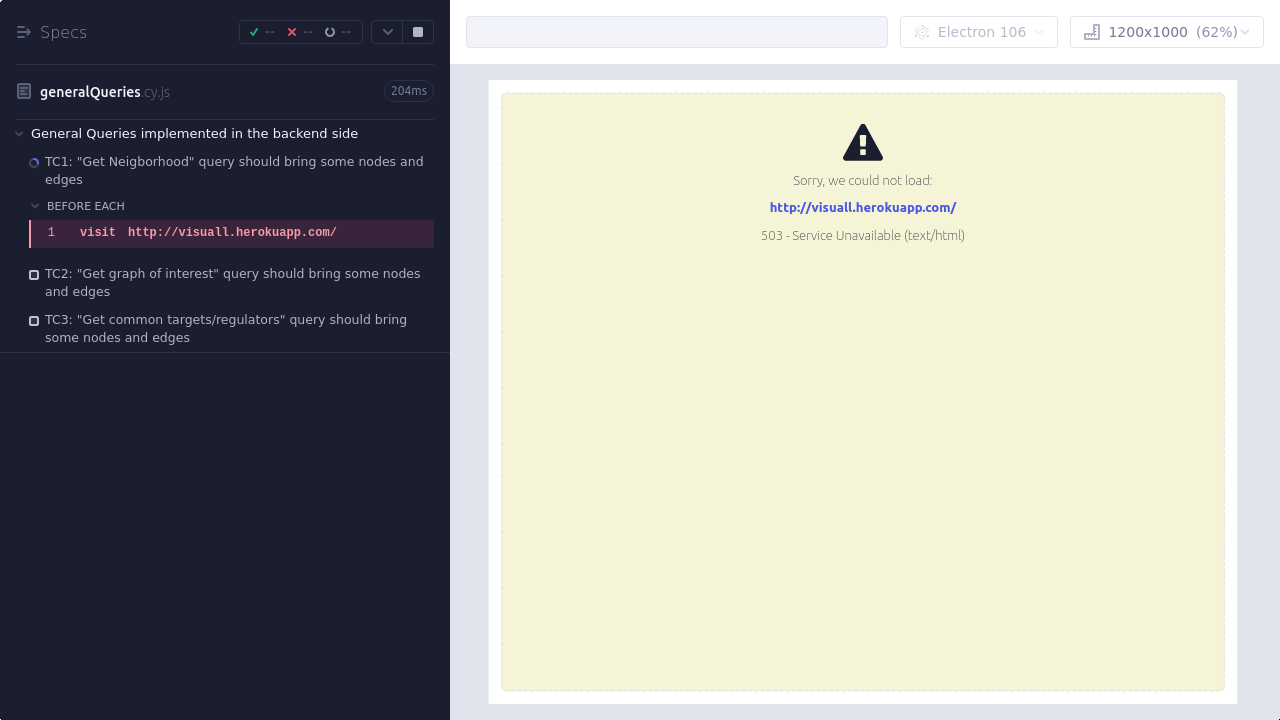 Specs
--
--
--
Electron 106
1200x1000 (62%)
generalQueries.cy.js
204ms
General Queries implemented in the backend side
TC1: "Get Neigborhood" query should bring some nodes and
edges
BEFORE EACH
1 visit http://visuall.herokuapp.com/
TC2: "Get graph of interest" query should bring some nodes
and edges
TC3: "Get common targets/regulators" query should bring
some nodes and edges
Sorry, we could not load:
http://visuall.herokuapp.com/
503 - Service Unavailable (text/html)